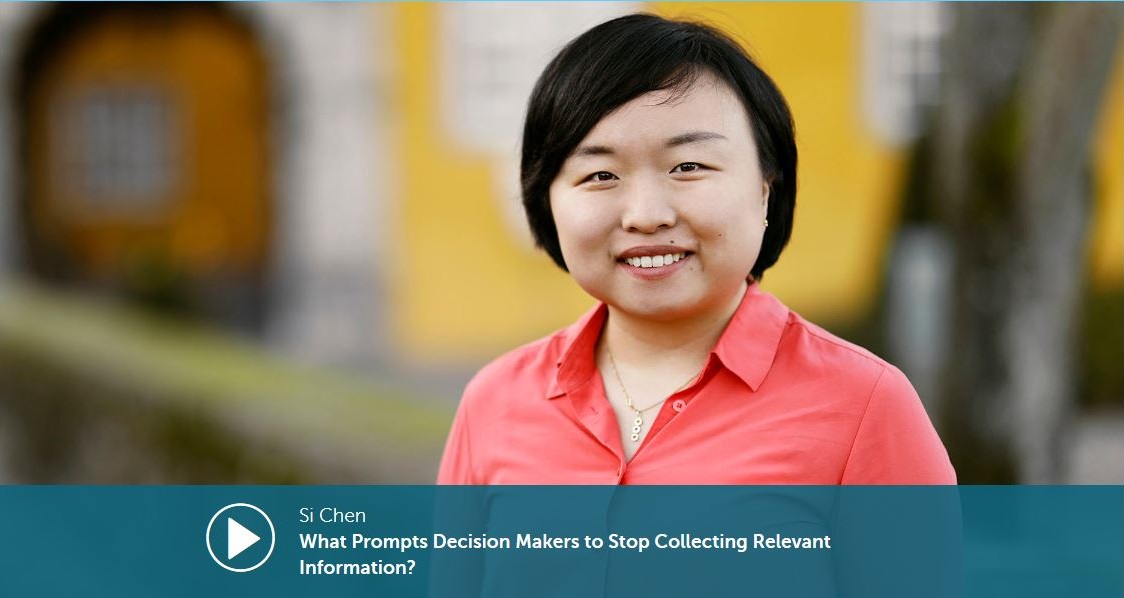 Si Chen
What Prompts Decision Makers to Stop Collecting Relevant
Information?